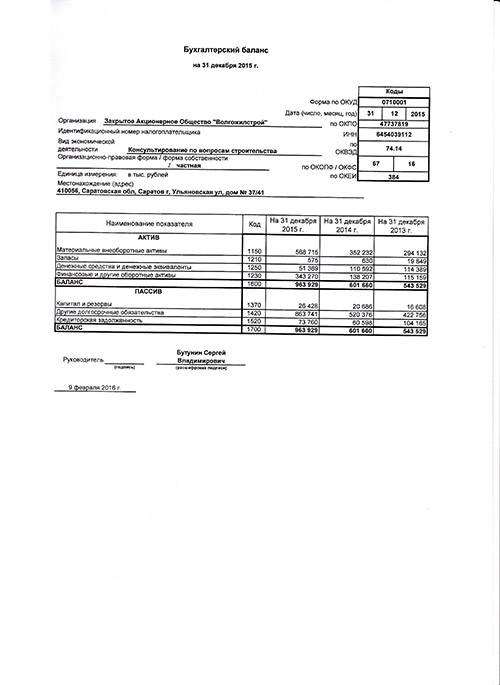 Бухгалтерский баланс
на 31 декабря 2015 г.
Коды
Форма по ОКУД 0710001
Дата (число, месяц, год) 31 12 2015
Организация Закрытое Акционерное Общество "Волгожилстрой" по ОКПО 47737819
Идентификационный номер налогоплательщика ИНН 6454039112
Вид экономической деятельности Консультирование по вопросам строительства по ОКВЭД 74.14
Организационно-правовая форма / форма собственности
/ частная по ОКОПФ / ОКФС 67 16
Единица измерения: в тыс. рублей по ОКЕИ 384
Местонахождение (адрес)
410056, Саратовская обл, Саратов г, Ульяновская ул, дом № 37/41
Наименование показателя Код На 31 декабря 2015 г. На 31 декабря 2014 г. На 31 декабря 2013 г.
АКТИВ
Материальные внеоборотные активы 1150 568 715 352 232 294 132
Запасы 1210 575 630 19 849
Денежные средства и денежные эквиваленты 1250 51 369 110 592 114 389
Финансовые и другие оборотные активы 1230 343 270 138 207 115 159
БАЛАНС 1600 963 929 601 660 543 529
ПАССИВ
Капитал и резервы 1370 26 428 20 686 16 608
Другие долгосрочные обязательства 1420 863 741 520 376 422 756
Кредиторская задолженность 1520 73 760 60 598 104 165
БАЛАНС 1700 963 929 601 660 543 529
Руководитель
(подпись)
Бутунин Сергей
Владимирович
(расшифровка подписи)
9 февраля 2016 г.